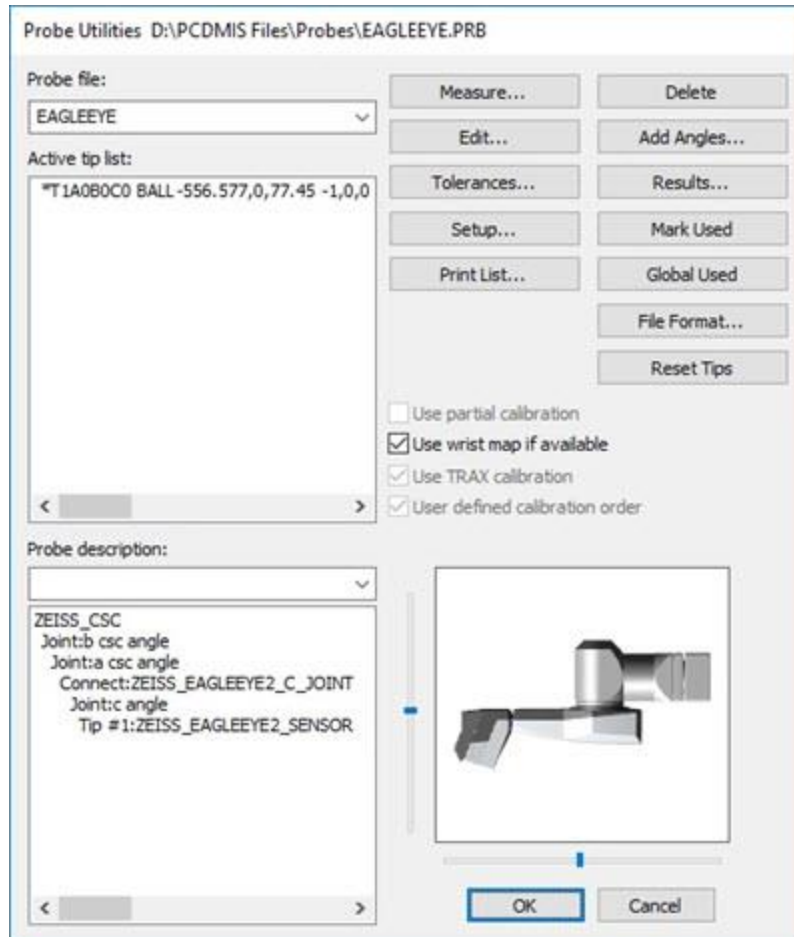 Probe Utilities D:\PCDMIS Files\Probes\EAGLEEYE.PRB
Probe file:
EAGLEEYE
Active tip list:
*T1A0B0C0 BALL -556.577,0,77.45 -1,0,0
Measure...
Delete
Edit...
Add Angles...
Tolerances...
Results...
Setup...
Mark Used
Print List...
Global Used
File Format...
Reset Tips
Use partial calibration
Use wrist map if available
Use TRAX calibration
User defined calibration order
Probe description:
ZEISS_CSC
Joint:b csc angle
Joint:a csc angle
Connect:ZEISS_EAGLEEYE2_C_JOINT
Joint:c angle
Tip #1:ZEISS_EAGLEEYE2_SENSOR
OK
Cancel